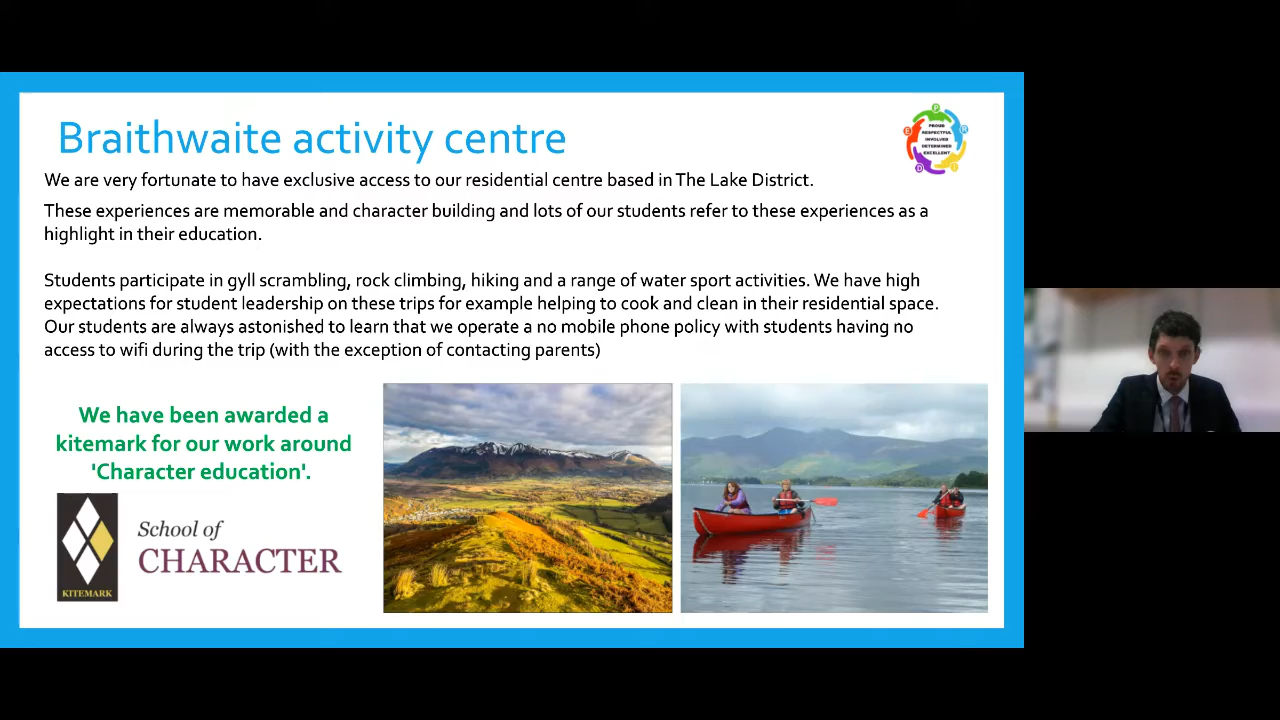 Braithwaite activity centre
P
R
I
D
E
PROUD
RESPECTFUL
INVOLVED
DETERMINED
EXCELLENT
We are very fortunate to have exclusive access to our residential centre based in The Lake District.
These experiences are memorable and character building and lots of our students refer to these experiences as a
highlight in their education.
Students participate in gyll scrambling, rock climbing, hiking and a range of water sport activities. We have high
expectations for student leadership on these trips for example helping to cook and clean in their residential space.
Our students are always astonished to learn that we operate a no mobile phone policy with students having no
access to wifi during the trip (with the exception of contacting parents)
We have been awarded a
kitemark for our work around
'Character education'.
School of
CHARACTER
KITEMARK